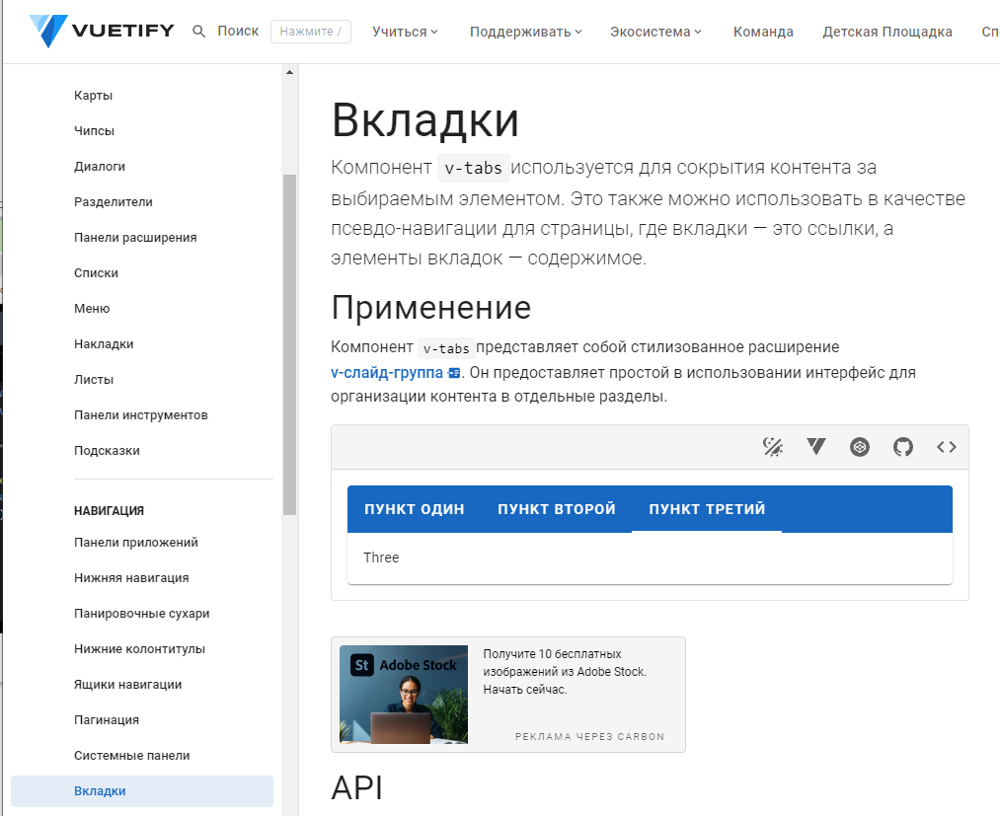 VUETIFY
Поиск
Нажмите /
Учиться
Поддерживать
Экосистема
Команда
Детская Площадка
Карты
Чипсы
Диалоги
Разделители
Панели расширения
Списки
Меню
Накладки
Листы
Панели инструментов
Подсказки
НАВИГАЦИЯ
Панели приложений
Нижняя навигация
Панировочные сухари
Нижние колонтитулы
Ящики навигации
Пагинация
Системные панели
Вкладки
Вкладки
Компонент v-tabs используется для сокрытия контента за
выбираемым элементом. Это также можно использовать в качестве
псевдо-навигации для страницы, где вкладки — это ссылки, а
элементы вкладок — содержимое.
Применение
Компонент v-tabs представляет собой стилизованное расширение
v-слайд-группа. Он предоставляет простой в использовании интерфейс для
организации контента в отдельные разделы.
ПУНКТ ОДИН
ПУНКТ ВТОРОЙ
ПУНКТ ТРЕТИЙ
Three
St Adobe Stock
Получите 10 бесплатных
изображений из Adobe Stock.
Начать сейчас.
РЕКЛАМА ЧЕРЕЗ CARBON
API